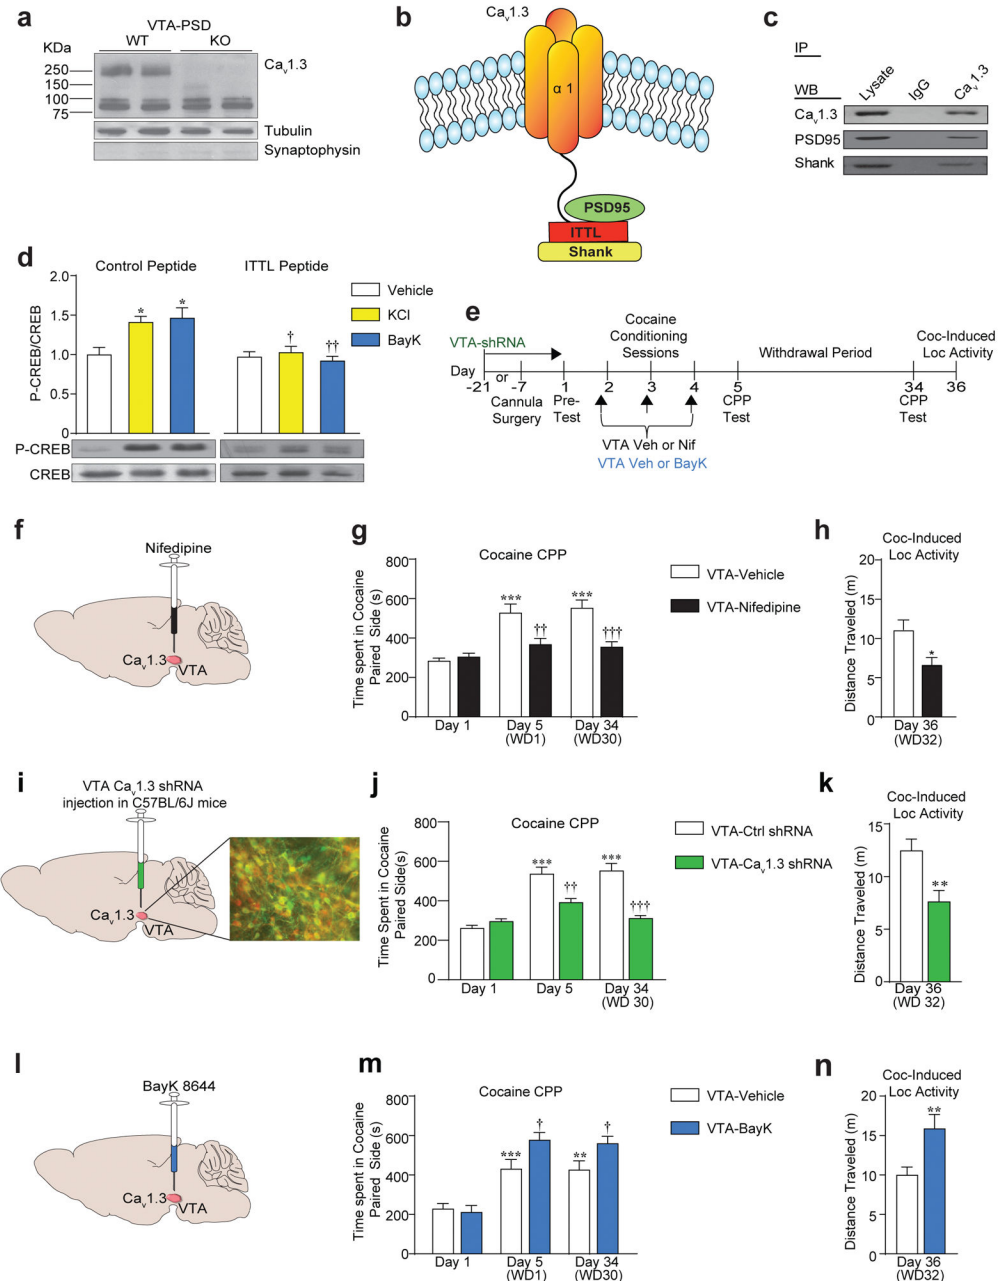 a
VTA-PSD
KDa
WT
KO
250
150
100
75
Cav1.3
Tubulin
Synaptophysin
b
Cav1.3
α 1
PSD95
ITTL
Shank
c
IP
WB
Lysate
IgG
Cav1.3
Cav1.3
PSD95
Shank
d
Control Peptide
ITTL Peptide
2.0
1.5
1.0
0.5
0
P-CREB/CREB
*
*
†
††
Vehicle
KCl
BayK
P-CREB
CREB
e
VTA-shRNA
Cocaine
Conditioning
Sessions
Withdrawal Period
Coc-Induced
Loc Activity
Day
-21
or
-7
1
2
3
4
5
34
36
Cannula
Surgery
Pre-
Test
CPP
Test
CPP
Test
VTA Veh or Nif
VTA Veh or BayK
f
Nifedipine
Cav1.3
VTA
g
Cocaine CPP
Time spent in Cocaine
Paired Side (s)
800
600
400
200
0
***
††
***
†††
Day 1
Day 5
(WD1)
Day 34
(WD30)
VTA-Vehicle
VTA-Nifedipine
h
Coc-Induced
Loc Activity
Distance Traveled (m)
20
15
10
5
0
*
Day 36
(WD32)
i
VTA Cav1.3 shRNA
injection in C57BL/6J mice
Cav1.3
VTA
j
Cocaine CPP
Time Spent in Cocaine
Paired Side(s)
800
600
400
200
0
***
††
***
†††
Day 1
Day 5
Day 34
(WD 30)
VTA-Ctrl shRNA
VTA-Cav1.3 shRNA
k
Coc-Induced
Loc Activity
Distance Traveled (m)
15
10
5
0
**
Day 36
(WD 32)
l
BayK 8644
Cav1.3
VTA
m
Cocaine CPP
Time spent in Cocaine
Paired Side (s)
800
600
400
200
0
***
†
**
†
Day 1
Day 5
(WD1)
Day 34
(WD30)
VTA-Vehicle
VTA-BayK
n
Coc-Induced
Loc Activity
Distance Traveled (m)
20
15
10
5
0
**
Day 36
(WD32)